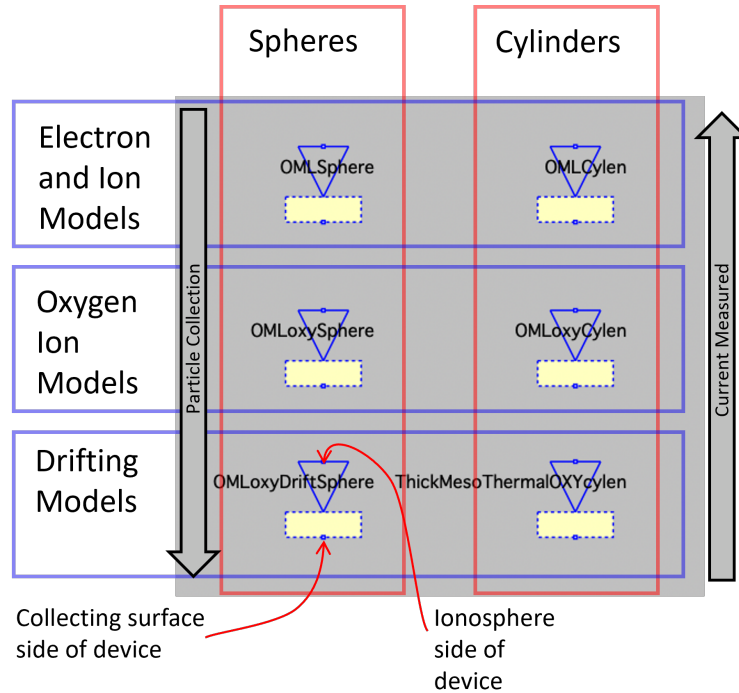 Spheres
Cylinders
Electron
and Ion
Models
OMLSphere
OMLCylen
Oxygen
Ion
Models
OMLoxySphere
OMLoxyCylen
Drifting
Models
OMLoxyDriftSphere
ThickMesoThermalOXYcylen
Particle Collection
Current Measured
Collecting surface
side of device
Ionosphere
side of
device